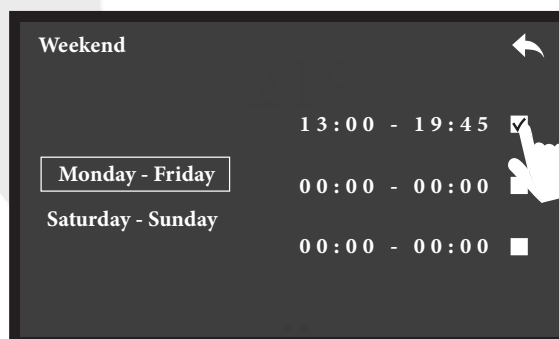 Weekend
13:00 - 19:45
Monday - Friday
00:00 - 00:00
Saturday - Sunday
00:00 - 00:00